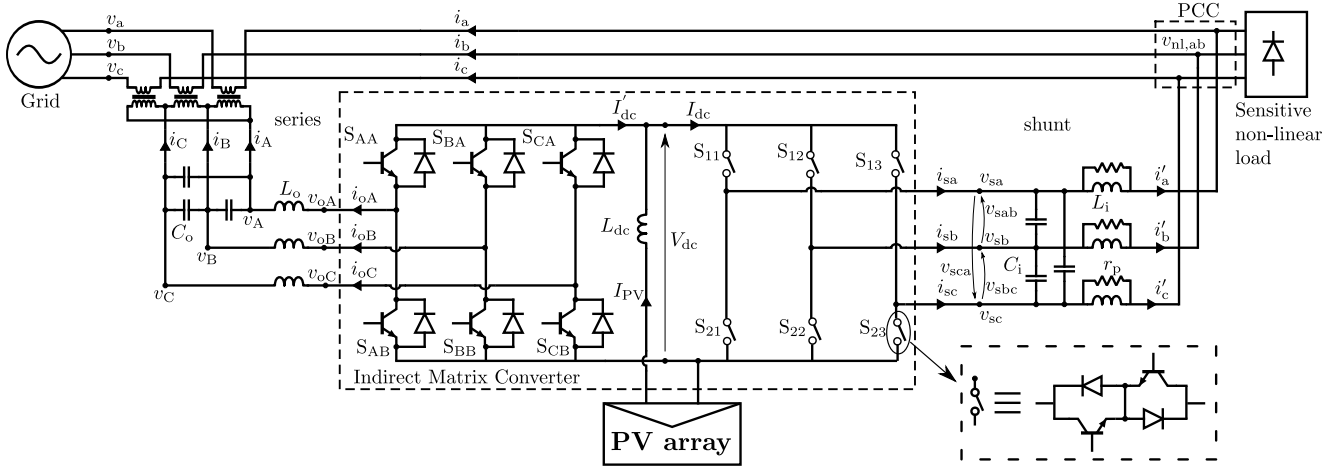 v_a
v_b
v_c
Grid
i_a
i_b
i_c
PCC
v_nl,ab
Sensitive
non-linear
load
series
shunt
i_C
i_B
i_A
L_o
C_o
v_A
v_B
v_C
v_oA
v_oB
v_oC
i_oA
i_oB
i_oC
S_AA
S_BA
S_CA
S_AB
S_BB
S_CB
I'_dc
I_dc
L_dc
V_dc
I_PV
S_11
S_12
S_13
S_21
S_22
S_23
i_sa
i_sb
i_sc
v_sa
v_sab
v_sb
v_sca
v_sbc
v_sc
C_i
L_i
r_p
i'_a
i'_b
i'_c
Indirect Matrix Converter
PV array